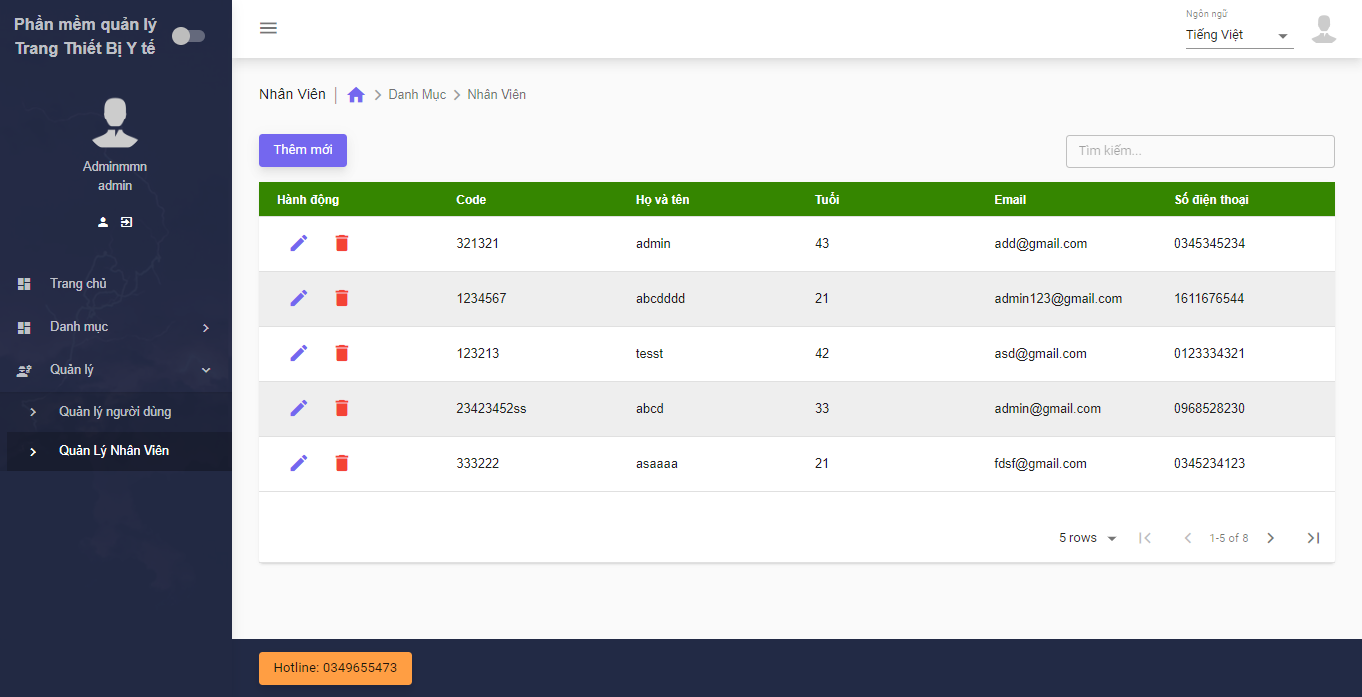 Phần mềm quản lý
Trang Thiết Bị Y tế
Adminmmn
admin
Trang chủ
Danh mục
Quản lý
Quản lý người dùng
Quản Lý Nhân Viên
Ngôn ngữ
Tiếng Việt
Nhân Viên | Danh Mục Nhân Viên
Thêm mới
Tìm kiếm...
Hành động Code Họ và tên Tuổi Email Số điện thoại
321321 admin 43 add@gmail.com 0345345234
1234567 abcdddd 21 admin123@gmail.com 1611676544
123213 tesst 42 asd@gmail.com 0123334321
23423452ss abcd 33 admin@gmail.com 0968528230
333222 asaaaa 21 fdsf@gmail.com 0345234123
5 rows 1-5 of 8
Hotline: 0349655473